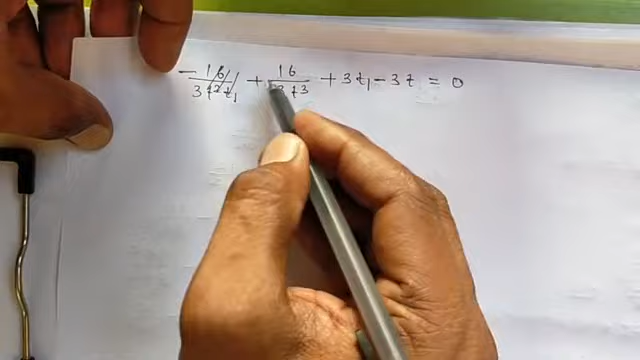 - 16/3t²t₁ + 16/3t³ + 3t₁ - 3t = 0